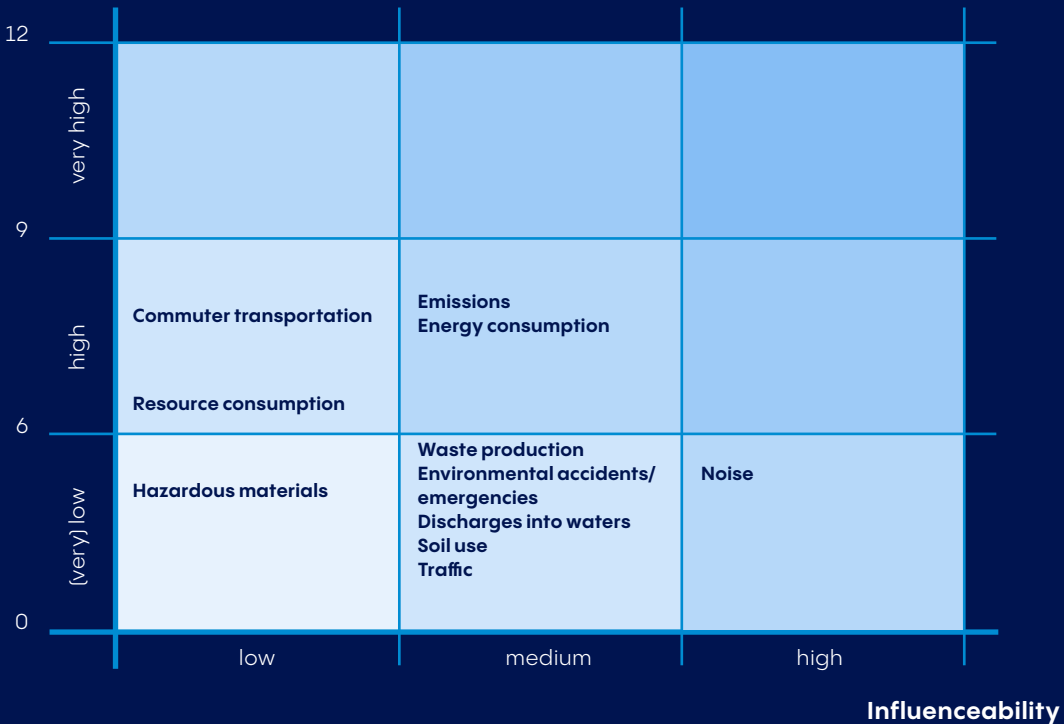 12
very high
9
Commuter transportation
Emissions
Energy consumption
high
Resource consumption
6
Waste production
Environmental accidents/
emergencies
Discharges into waters
Soil use
Traffic
Noise
Hazardous materials
(very) low
0
low
medium
high
Influenceability